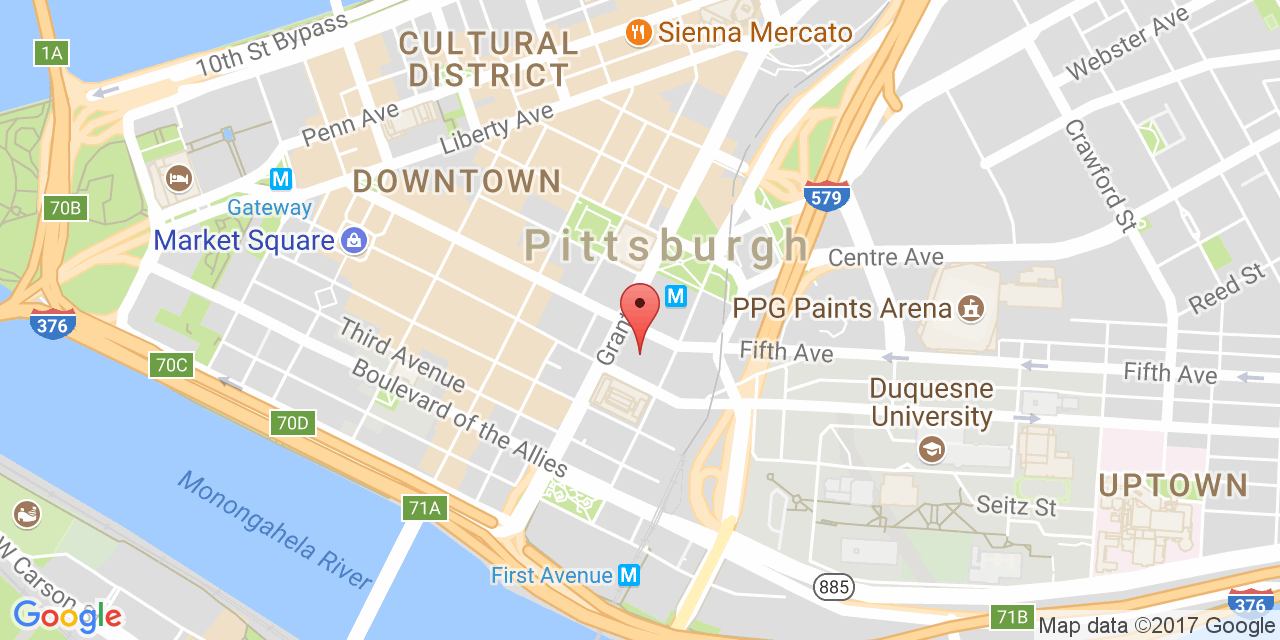 1A
10th St Bypass
CULTURAL
DISTRICT
Sienna Mercato
Webster Ave
Penn Ave
Liberty Ave
Crawford St
M
DOWNTOWN
70B
Gateway
579
Market Square
Pittsburgh
Centre Ave
Reed St
M
PPG Paints Arena
376
Grant
Third Avenue
Fifth Ave
Fifth Ave
70C
Boulevard of the Allies
Duquesne
University
70D
UPTOWN
Monongahela River
71A
Seitz St
W Carson
First Avenue
M
885
376
71B
Google
Map data ©2017 Google